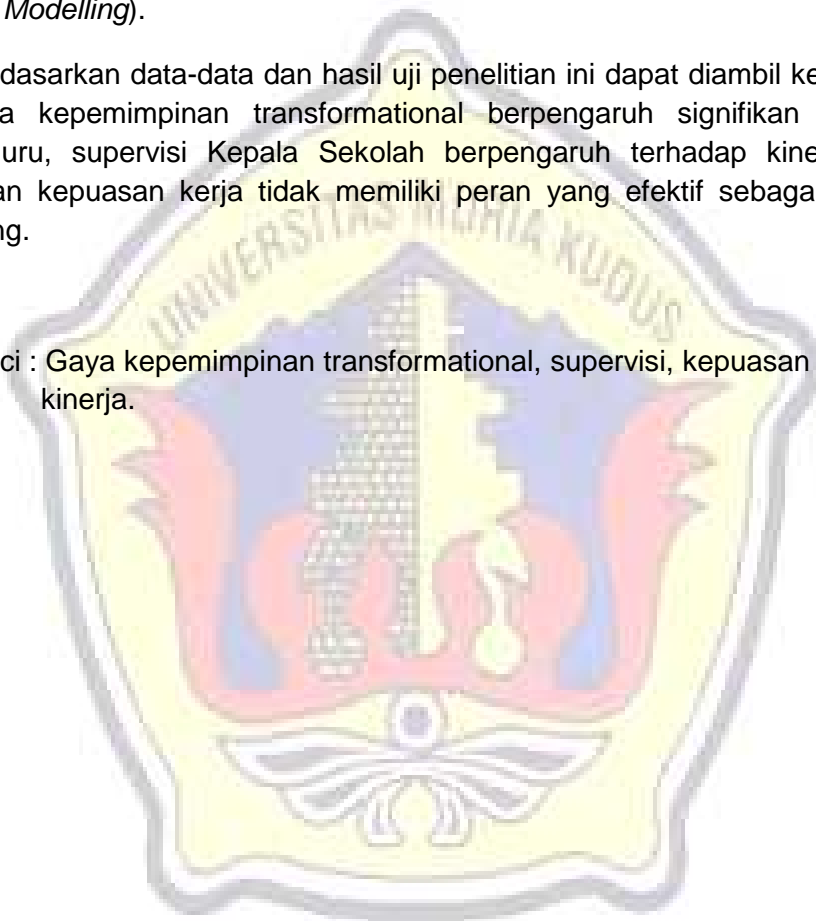 Modelling).
dasarkan data-data dan hasil uji penelitian ini dapat diambil ke
a kepemimpinan transformational berpengaruh signifikan
uru, supervisi Kepala Sekolah berpengaruh terhadap kine
an kepuasan kerja tidak memiliki peran yang efektif sebaga
ng.
UNIVERSITAS MURIA KUDUS
ci : Gaya kepemimpinan transformational, supervisi, kepuasan
kinerja.